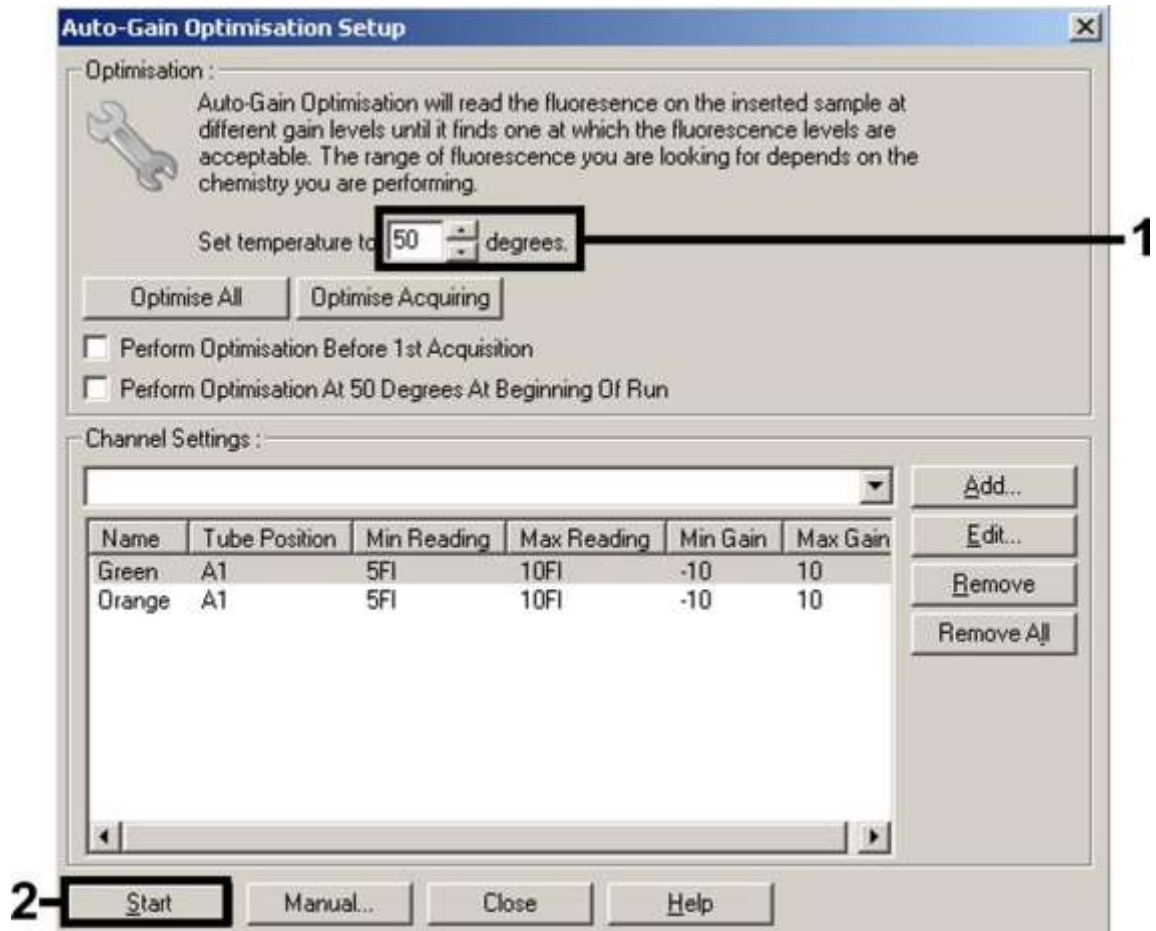 Auto-Gain Optimisation Setup
Optimisation :
Auto-Gain Optimisation will read the fluoresence on the inserted sample at
different gain levels until it finds one at which the fluorescence levels are
acceptable. The range of fluorescence you are looking for depends on the
chemistry you are performing.
Set temperature to 50 degrees.
1
Optimise All Optimise Acquiring
Perform Optimisation Before 1st Acquisition
Perform Optimisation At 50 Degrees At Beginning Of Run
Channel Settings :
Add...
Name Tube Position Min Reading Max Reading Min Gain Max Gain
Edit...
Green A1 5Fl 10Fl -10 10
Remove
Orange A1 5Fl 10Fl -10 10
Remove All
2 Start Manual... Close Help